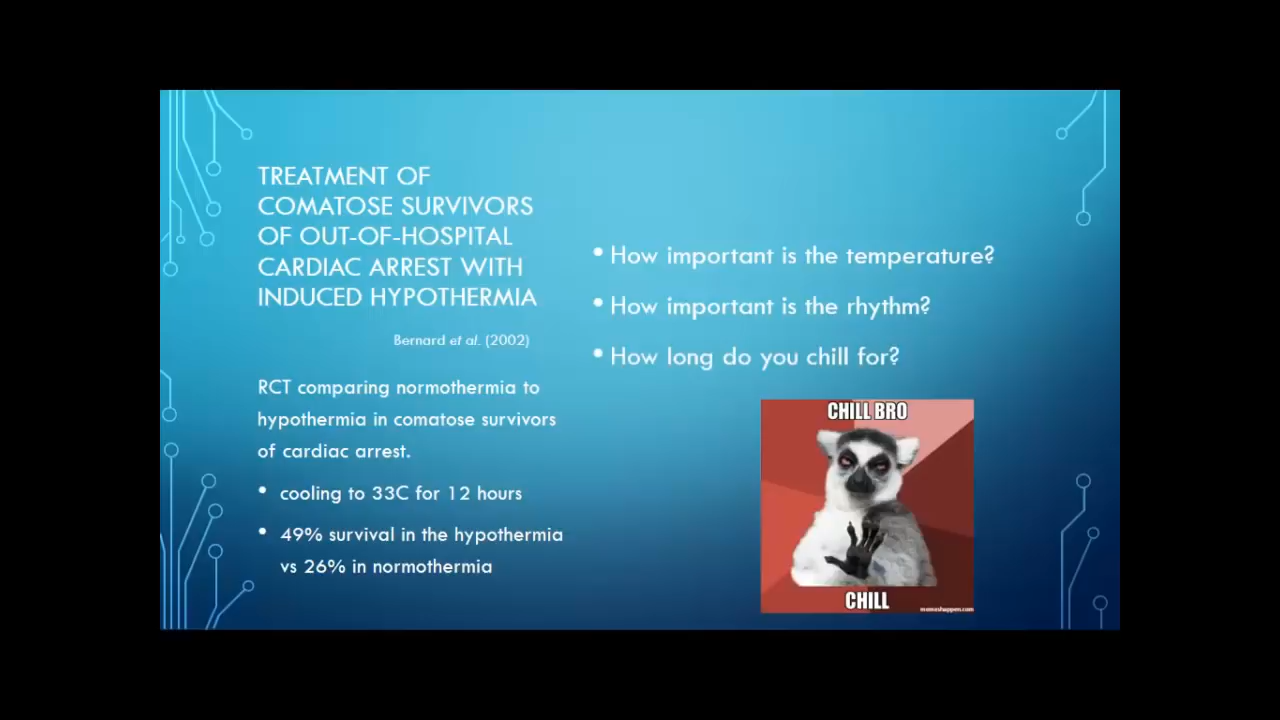 TREATMENT OF
COMATOSE SURVIVORS
OF OUT-OF-HOSPITAL
CARDIAC ARREST WITH
INDUCED HYPOTHERMIA
Bernard et al. (2002)
RCT comparing normothermia to
hypothermia in comatose survivors
of cardiac arrest.
• cooling to 33C for 12 hours
• 49% survival in the hypothermia
vs 26% in normothermia
• How important is the temperature?
• How important is the rhythm?
• How long do you chill for?
CHILL BRO
CHILL
memeshappen.com